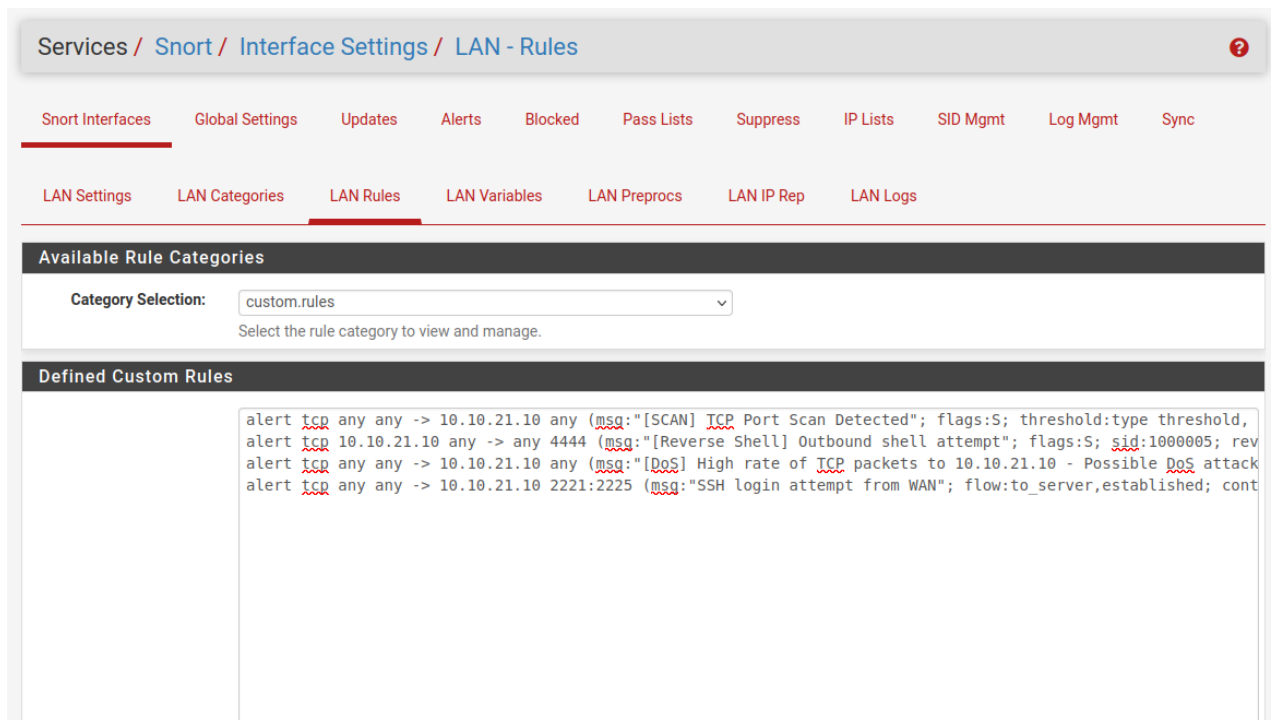 Services / Snort / Interface Settings / LAN - Rules
Snort Interfaces Global Settings Updates Alerts Blocked Pass Lists Suppress IP Lists SID Mgmt Log Mgmt Sync
LAN Settings LAN Categories LAN Rules LAN Variables LAN Preprocs LAN IP Rep LAN Logs
Available Rule Categories
Category Selection: custom.rules
Select the rule category to view and manage.
Defined Custom Rules
alert tcp any any -> 10.10.21.10 any (msg:"[SCAN] TCP Port Scan Detected"; flags:S; threshold:type threshold,
alert tcp 10.10.21.10 any -> any 4444 (msg:"[Reverse Shell] Outbound shell attempt"; flags:S; sid:1000005; rev
alert tcp any any -> 10.10.21.10 any (msg:"[DoS] High rate of TCP packets to 10.10.21.10 - Possible DoS attack
alert tcp any any -> 10.10.21.10 2221:2225 (msg:"SSH login attempt from WAN"; flow:to_server,established; cont